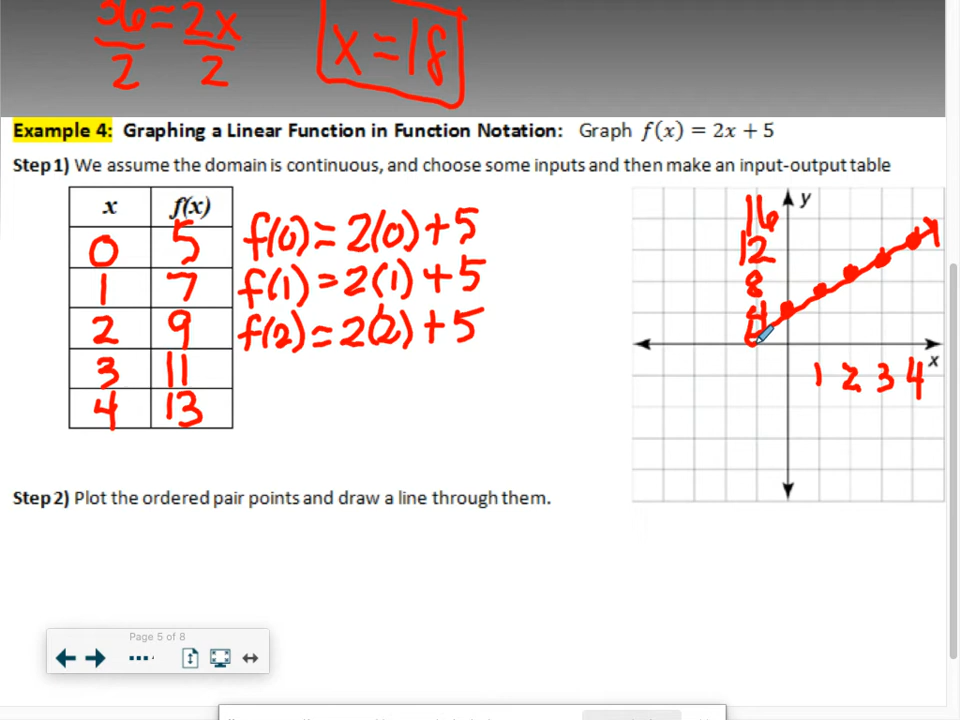 36 = 2x
2 2
x = 18
Example 4: Graphing a Linear Function in Function Notation: Graph f(x) = 2x + 5
Step 1) We assume the domain is continuous, and choose some inputs and then make an input-output table
x f(x)
0 5 f(0) = 2(0) + 5
1 7 f(1) = 2(1) + 5
2 9 f(2) = 2(2) + 5
3 11
4 13
y
16
12
8
4
x
1 2 3 4
Step 2) Plot the ordered pair points and draw a line through them.
Page 5 of 8